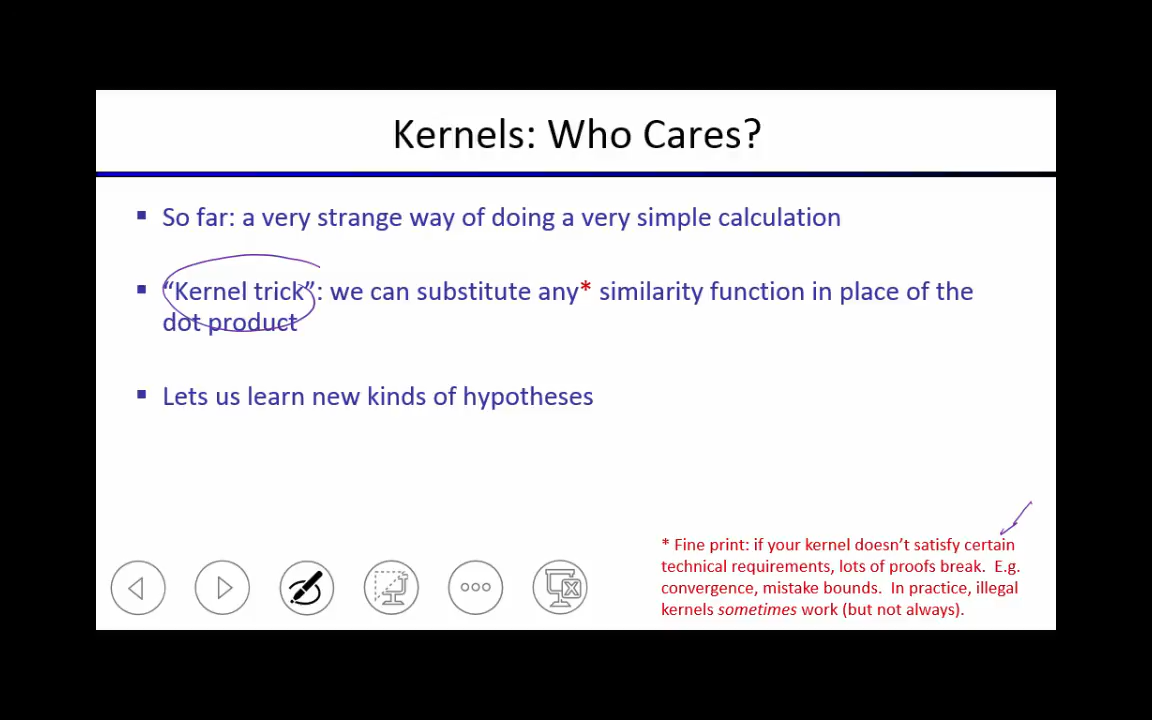 Kernels: Who Cares?
▪ So far: a very strange way of doing a very simple calculation
▪ “Kernel trick”: we can substitute any* similarity function in place of the
dot product
▪ Lets us learn new kinds of hypotheses
* Fine print: if your kernel doesn’t satisfy certain
technical requirements, lots of proofs break.  E.g.
convergence, mistake bounds.  In practice, illegal
kernels sometimes work (but not always).